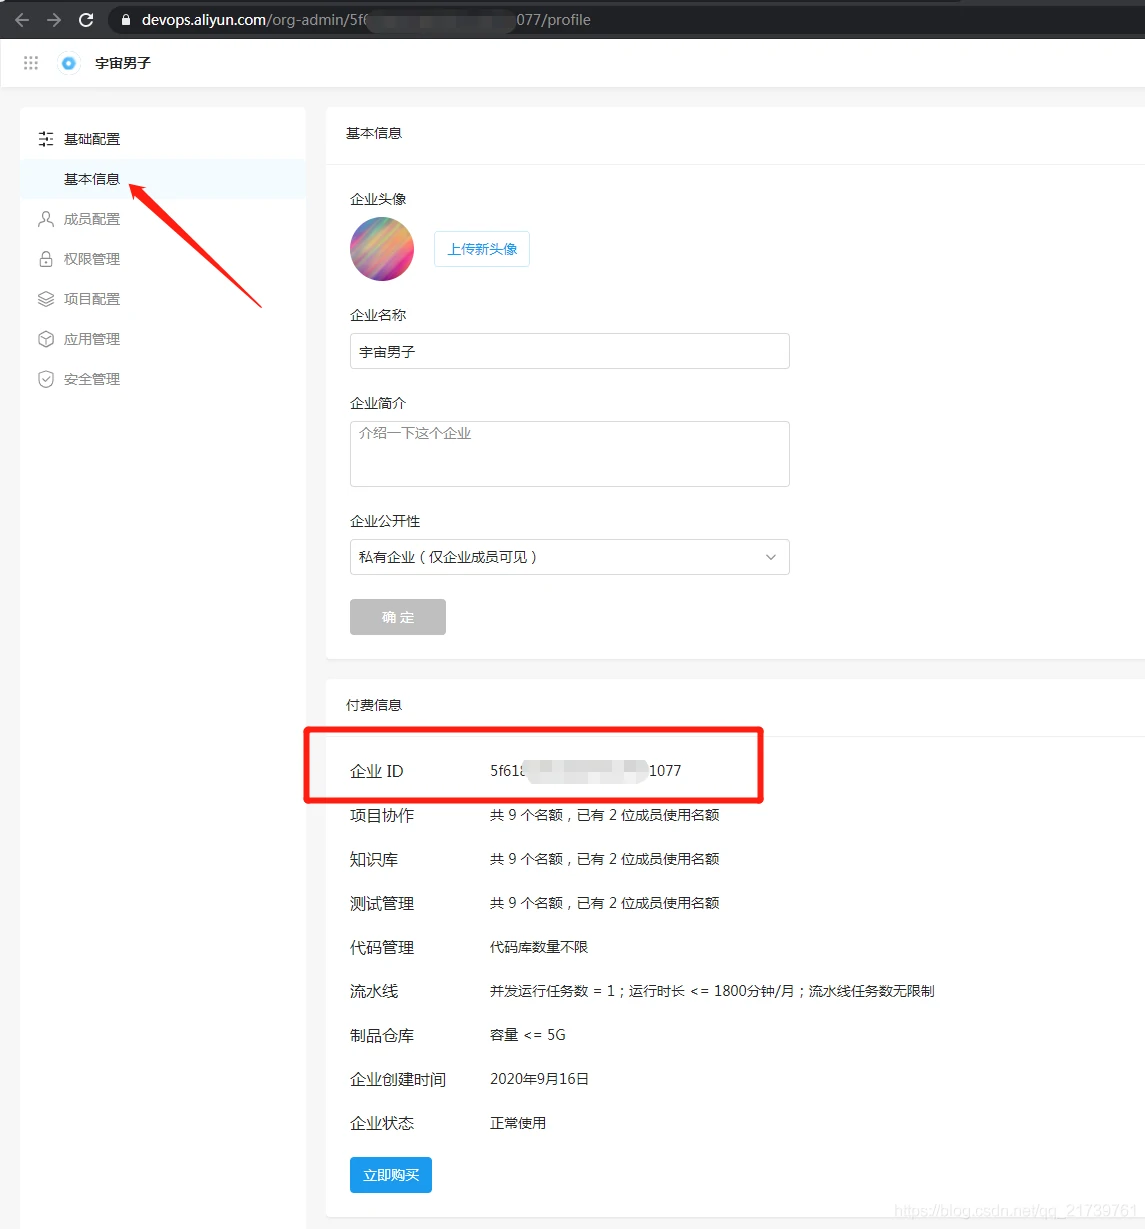 devops.aliyun.com/org-admin/5f6 077/profile
宇宙男子
基础配置
基本信息
成员配置
权限管理
项目配置
应用管理
安全管理
基本信息
企业头像
上传新头像
企业名称
宇宙男子
企业简介
介绍一下这个企业
企业公开性
私有企业（仅企业成员可见）
确 定
付费信息
企业 ID 5f618 1077
项目协作 共 9 个名额，已有 2 位成员使用名额
知识库 共 9 个名额，已有 2 位成员使用名额
测试管理 共 9 个名额，已有 2 位成员使用名额
代码管理 代码库数量不限
流水线 并发运行任务数 = 1；运行时长 <= 1800分钟/月；流水线任务数无限制
制品仓库 容量 <= 5G
企业创建时间 2020年9月16日
企业状态 正常使用
立即购买
https://blog.csdn.net/qq_21739761